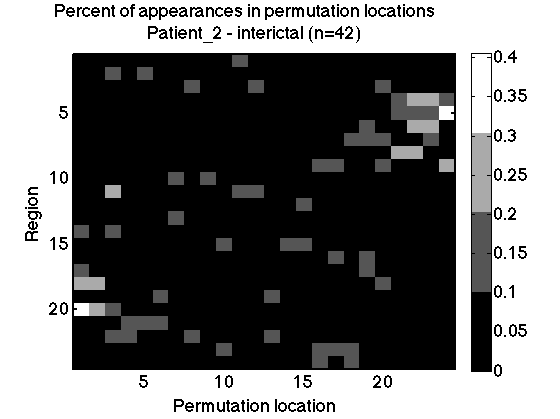 Percent of appearances in permutation locations
Patient_2 - interictal (n=42)
0.4
0.35
0.3
0.25
0.2
0.15
0.1
0.05
0
5
10
15
20
Region
5 10 15 20
Permutation location